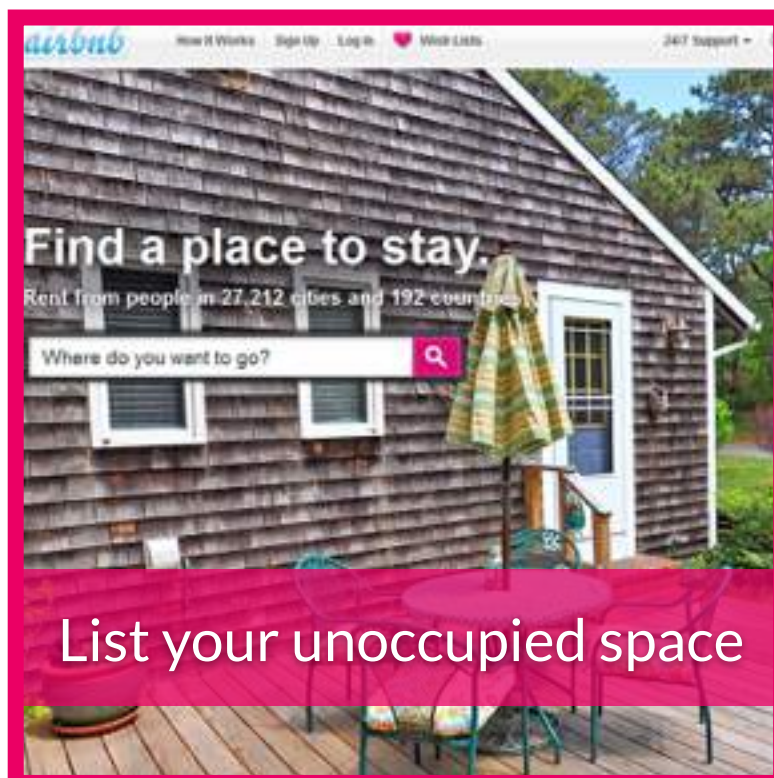 airbnb How It Works Sign Up Log In Wish Lists 24/7 Support
Find a place to stay.
Rent from people in 27,212 cities and 192 countries.
Where do you want to go?
List your unoccupied space